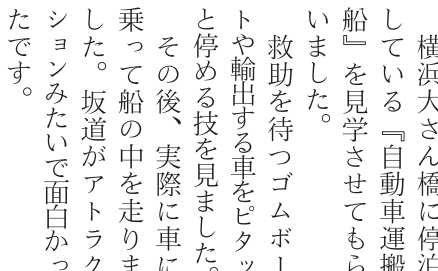 横浜大さん橋に停泊
している『自動車運搬
船』を見学させてもら
いました。
　救助を待つゴムボー
トや輸出する車をピタッ
と停める技を見ました。
　その後、実際に車に
乗って船の中を走りま
した。坂道がアトラク
ションみたいで面白かっ
たです。